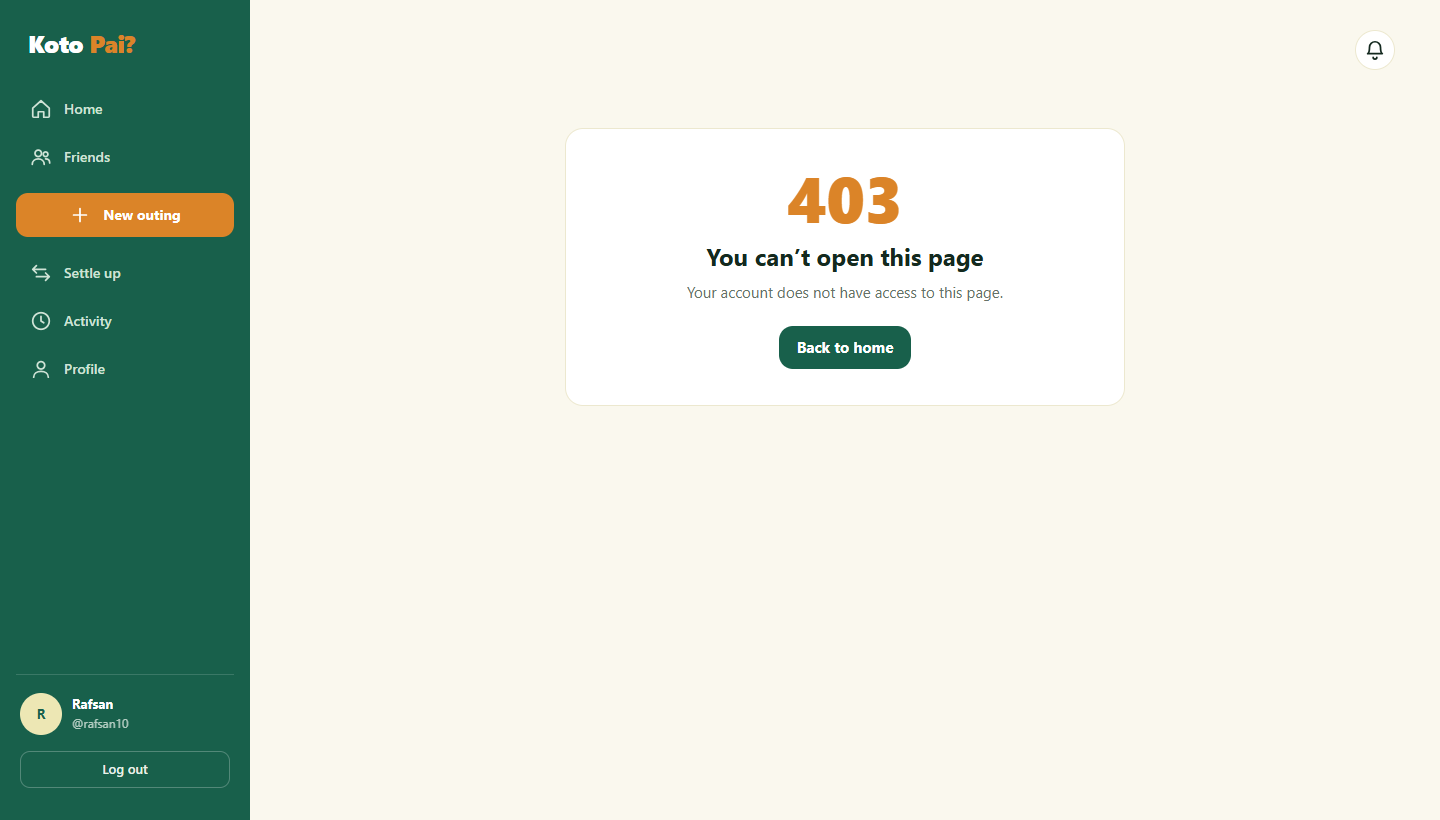 Koto Pai?
Home
Friends
New outing
Settle up
Activity
Profile
R
Rafsan
@rafsan10
Log out
403
You can’t open this page
Your account does not have access to this page.
Back to home